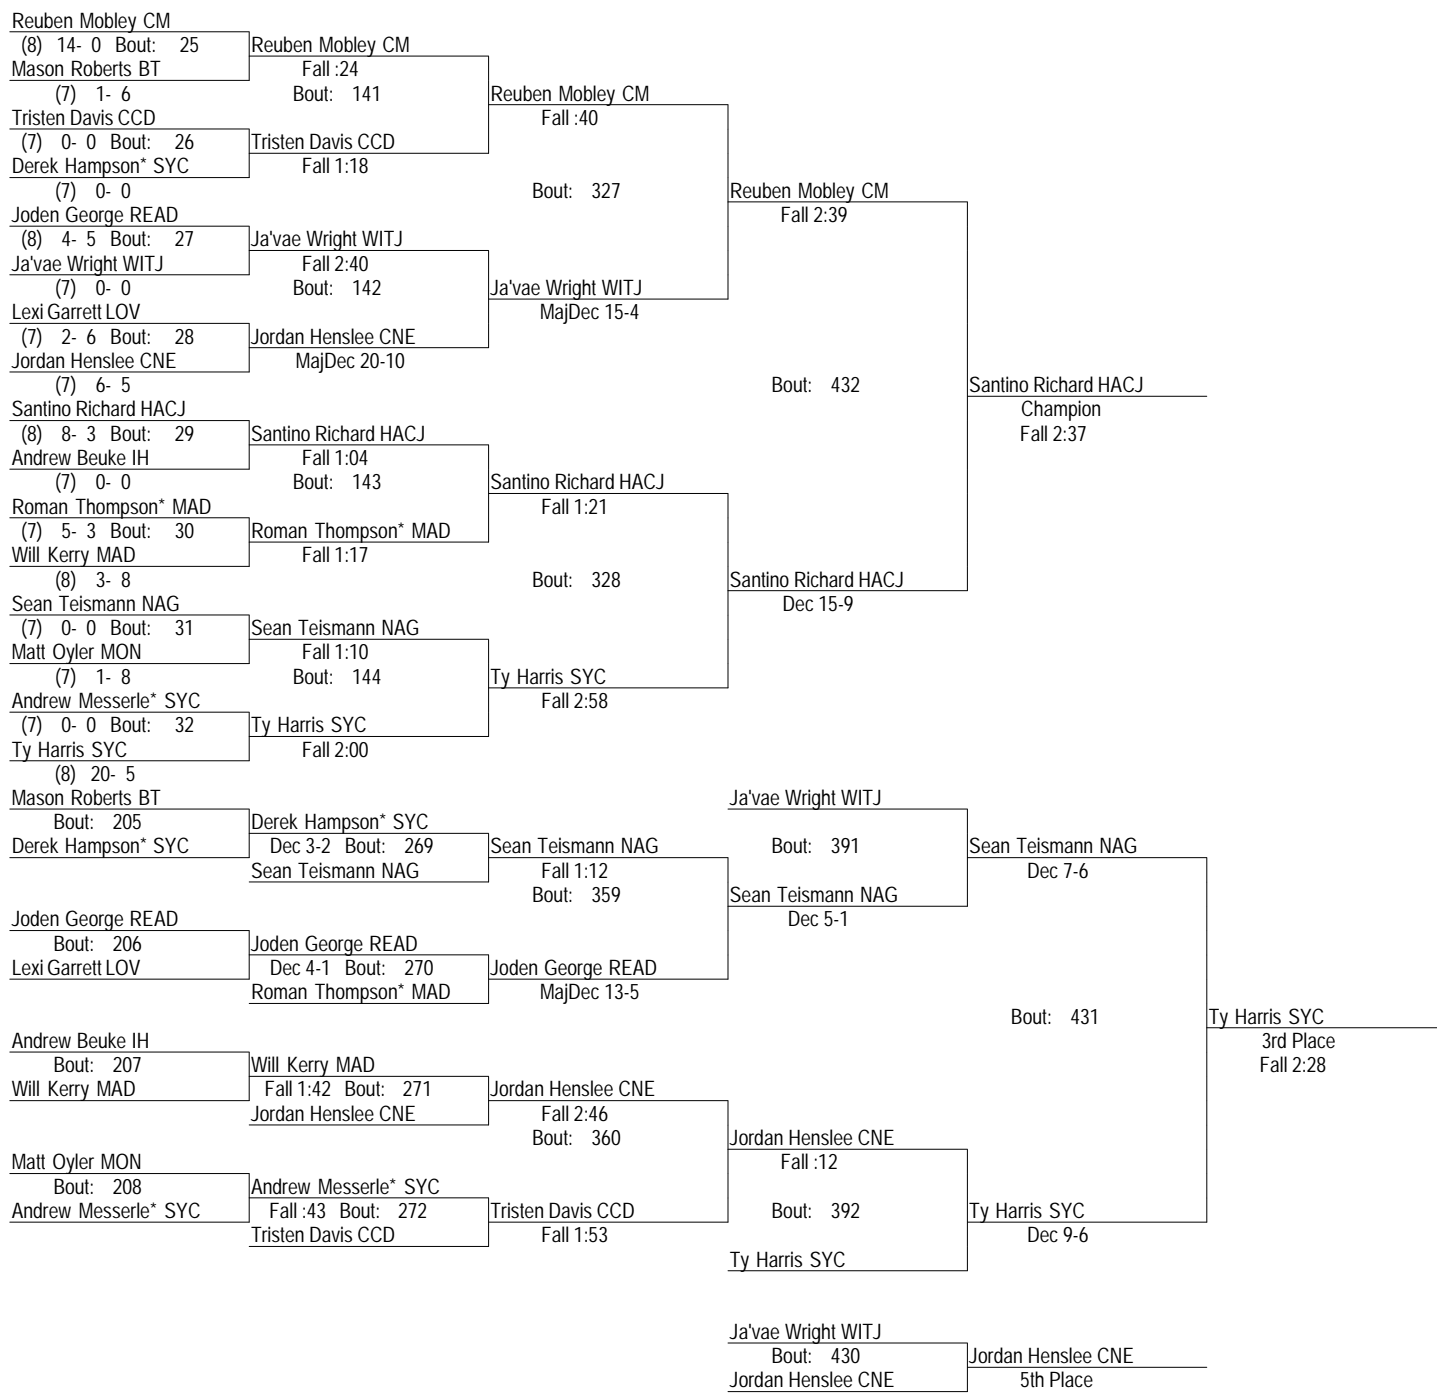 Reuben Mobley CM
(8) 14- 0 Bout: 25 Reuben Mobley CM
Mason Roberts BT Fall :24
(7) 1- 6 Bout: 141 Reuben Mobley CM
Tristen Davis CCD Fall :40
(7) 0- 0 Bout: 26 Tristen Davis CCD
Derek Hampson* SYC Fall 1:18
(7) 0- 0 Bout: 327 Reuben Mobley CM
Joden George READ Fall 2:39
(8) 4- 5 Bout: 27 Ja'vae Wright WITJ
Ja'vae Wright WITJ Fall 2:40
(7) 0- 0 Bout: 142 Ja'vae Wright WITJ
Lexi Garrett LOV MajDec 15-4
(7) 2- 6 Bout: 28 Jordan Henslee CNE
Jordan Henslee CNE MajDec 20-10
(7) 6- 5 Bout: 432 Santino Richard HACJ
Santino Richard HACJ Champion
(8) 8- 3 Bout: 29 Santino Richard HACJ Fall 2:37
Andrew Beuke IH Fall 1:04
(7) 0- 0 Bout: 143 Santino Richard HACJ
Roman Thompson* MAD Fall 1:21
(7) 5- 3 Bout: 30 Roman Thompson* MAD
Will Kerry MAD Fall 1:17
(8) 3- 8 Bout: 328 Santino Richard HACJ
Sean Teismann NAG Dec 15-9
(7) 0- 0 Bout: 31 Sean Teismann NAG
Matt Oyler MON Fall 1:10
(7) 1- 8 Bout: 144 Ty Harris SYC
Andrew Messerle* SYC Fall 2:58
(7) 0- 0 Bout: 32 Ty Harris SYC
Ty Harris SYC Fall 2:00
(8) 20- 5
Mason Roberts BT Ja'vae Wright WITJ
Bout: 205 Derek Hampson* SYC
Derek Hampson* SYC Dec 3-2 Bout: 269 Sean Teismann NAG Bout: 391 Sean Teismann NAG
Sean Teismann NAG Fall 1:12 Dec 7-6
Bout: 359 Sean Teismann NAG
Joden George READ Dec 5-1
Bout: 206 Joden George READ
Lexi Garrett LOV Dec 4-1 Bout: 270 Joden George READ
Roman Thompson* MAD MajDec 13-5
Bout: 431 Ty Harris SYC
Andrew Beuke IH 3rd Place
Bout: 207 Will Kerry MAD Fall 2:28
Will Kerry MAD Fall 1:42 Bout: 271 Jordan Henslee CNE
Jordan Henslee CNE Fall 2:46
Bout: 360 Jordan Henslee CNE
Matt Oyler MON Fall :12
Bout: 208 Andrew Messerle* SYC
Andrew Messerle* SYC Fall :43 Bout: 272 Tristen Davis CCD Bout: 392 Ty Harris SYC
Tristen Davis CCD Fall 1:53 Dec 9-6
Ty Harris SYC
Ja'vae Wright WITJ
Bout: 430 Jordan Henslee CNE
Jordan Henslee CNE 5th Place